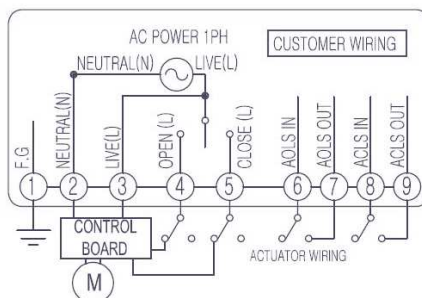 AC POWER 1PH
CUSTOMER WIRING
NEUTRAL(N)
LIVE(L)
F.G
NEUTRAL(N)
LIVE(L)
OPEN (L)
CLOSE (L)
AOLS IN
AOLS OUT
ACLS IN
ACLS OUT
1 2 3 4 5 6 7 8 9
CONTROL
BOARD
ACTUATOR WIRING
M